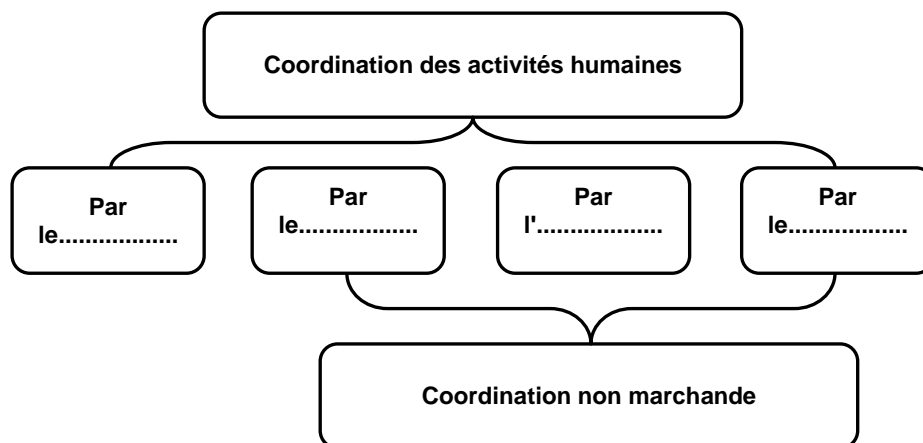 Coordination des activités humaines
Par
le..................
Par
le..................
Par
l'...................
Par
le..................
Coordination non marchande